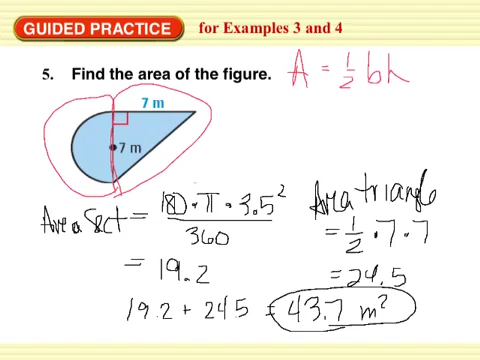 GUIDED PRACTICE for Examples 3 and 4
A = 1/2 bh
5. Find the area of the figure.
7 m
7 m
Area Sect = 180 · π · 3.5² / 360
= 19.2
Area triangle
= 1/2 · 7 · 7
= 24.5
19.2 + 24.5 = 43.7 m²